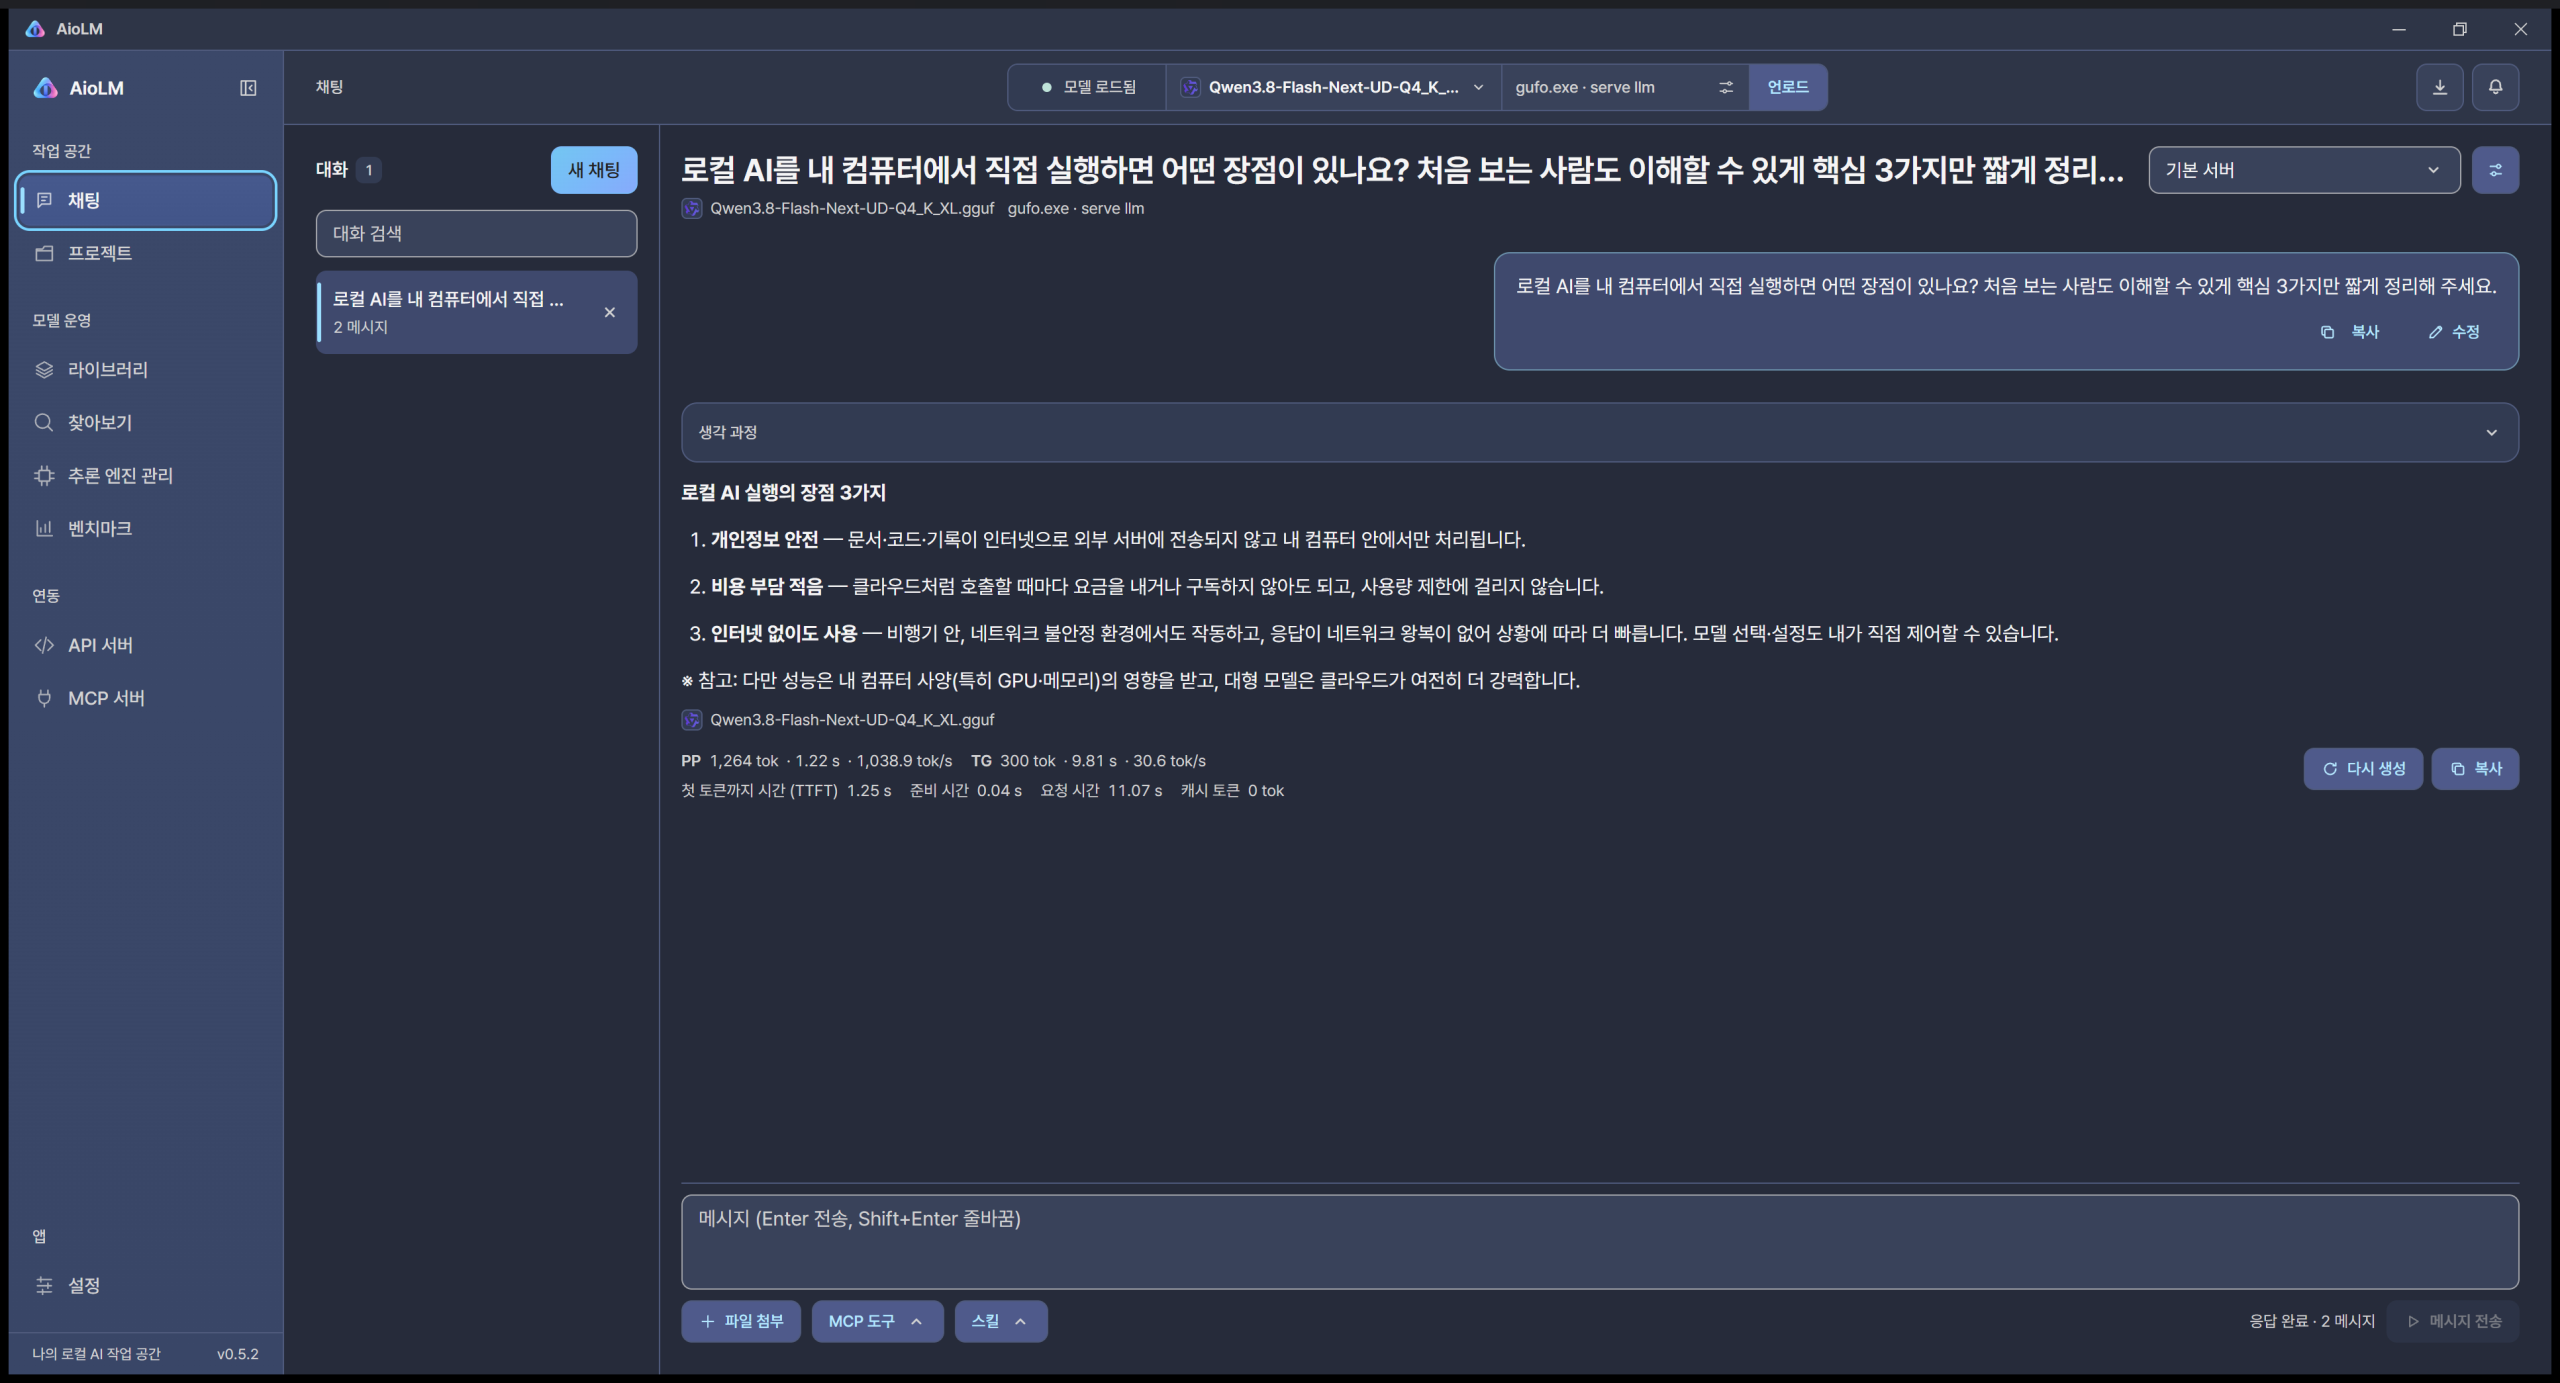 AioLM
AioLM
작업 공간
채팅
프로젝트
모델 운영
라이브러리
찾아보기
추론 엔진 관리
벤치마크
연동
API 서버
MCP 서버
앱
설정
나의 로컬 AI 작업 공간 v0.5.2
채팅
모델 로드됨
Qwen3.8-Flash-Next-UD-Q4_K_...
gufo.exe · serve llm
언로드
대화 1
새 채팅
대화 검색
로컬 AI를 내 컴퓨터에서 직접 ...
2 메시지
로컬 AI를 내 컴퓨터에서 직접 실행하면 어떤 장점이 있나요? 처음 보는 사람도 이해할 수 있게 핵심 3가지만 짧게 정리...
기본 서버
Qwen3.8-Flash-Next-UD-Q4_K_XL.gguf gufo.exe · serve llm
로컬 AI를 내 컴퓨터에서 직접 실행하면 어떤 장점이 있나요? 처음 보는 사람도 이해할 수 있게 핵심 3가지만 짧게 정리해 주세요.
복사 수정
생각 과정
로컬 AI 실행의 장점 3가지
1. 개인정보 안전 — 문서·코드·기록이 인터넷으로 외부 서버에 전송되지 않고 내 컴퓨터 안에서만 처리됩니다.
2. 비용 부담 적음 — 클라우드처럼 호출할 때마다 요금을 내거나 구독하지 않아도 되고, 사용량 제한에 걸리지 않습니다.
3. 인터넷 없이도 사용 — 비행기 안, 네트워크 불안정 환경에서도 작동하고, 응답이 네트워크 왕복이 없어 상황에 따라 더 빠릅니다. 모델 선택·설정도 내가 직접 제어할 수 있습니다.
※ 참고: 다만 성능은 내 컴퓨터 사양(특히 GPU·메모리)의 영향을 받고, 대형 모델은 클라우드가 여전히 더 강력합니다.
Qwen3.8-Flash-Next-UD-Q4_K_XL.gguf
PP 1,264 tok · 1.22 s · 1,038.9 tok/s TG 300 tok · 9.81 s · 30.6 tok/s
첫 토큰까지 시간 (TTFT) 1.25 s 준비 시간 0.04 s 요청 시간 11.07 s 캐시 토큰 0 tok
다시 생성 복사
메시지 (Enter 전송, Shift+Enter 줄바꿈)
파일 첨부 MCP 도구 스킬
응답 완료 · 2 메시지 메시지 전송